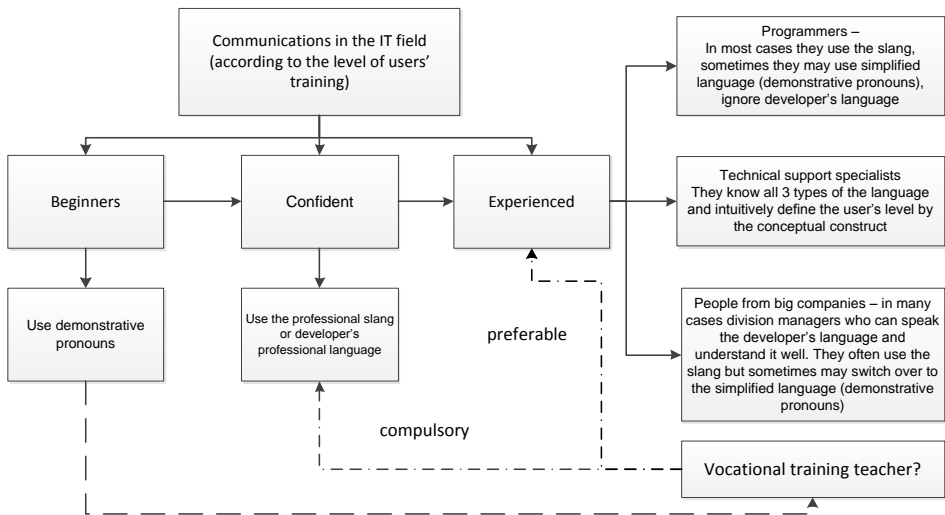 Communications in the IT field
(according to the level of users'
training)
Programmers –
In most cases they use the slang,
sometimes they may use simplified
language (demonstrative pronouns),
ignore developer's language
Beginners
Confident
Experienced
Technical support specialists
They know all 3 types of the language
and intuitively define the user's level by
the conceptual construct
Use demonstrative
pronouns
Use the professional slang
or developer's
professional language
preferable
People from big companies – in many
cases division managers who can speak
the developer's language and
understand it well. They often use the
slang but sometimes may switch over to
the simplified language (demonstrative
pronouns)
compulsory
Vocational training teacher?